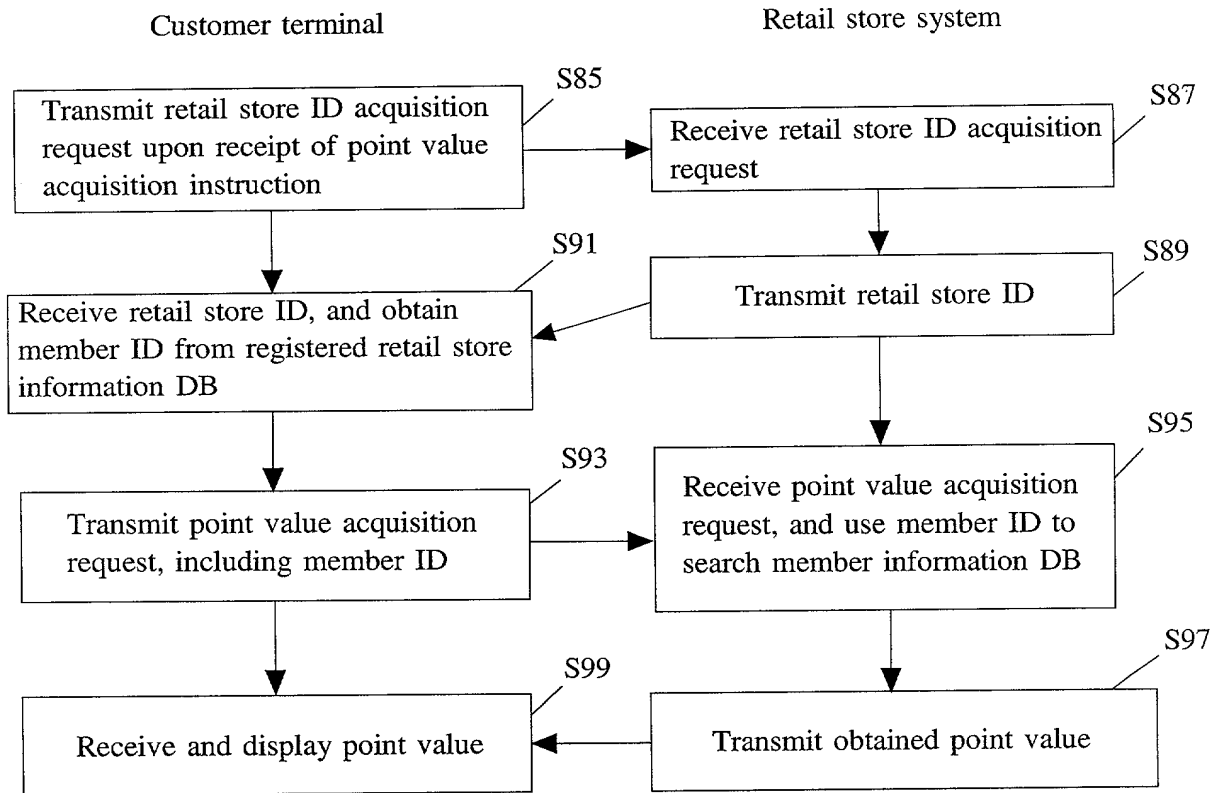 Customer terminal
Retail store system
S85
Transmit retail store ID acquisition
request upon receipt of point value
acquisition instruction
S87
Receive retail store ID acquisition
request
S91
Receive retail store ID, and obtain
member ID from registered retail store
information DB
S89
Transmit retail store ID
S93
Transmit point value acquisition
request, including member ID
S95
Receive point value acquisition
request, and use member ID to
search member information DB
S99
Receive and display point value
S97
Transmit obtained point value